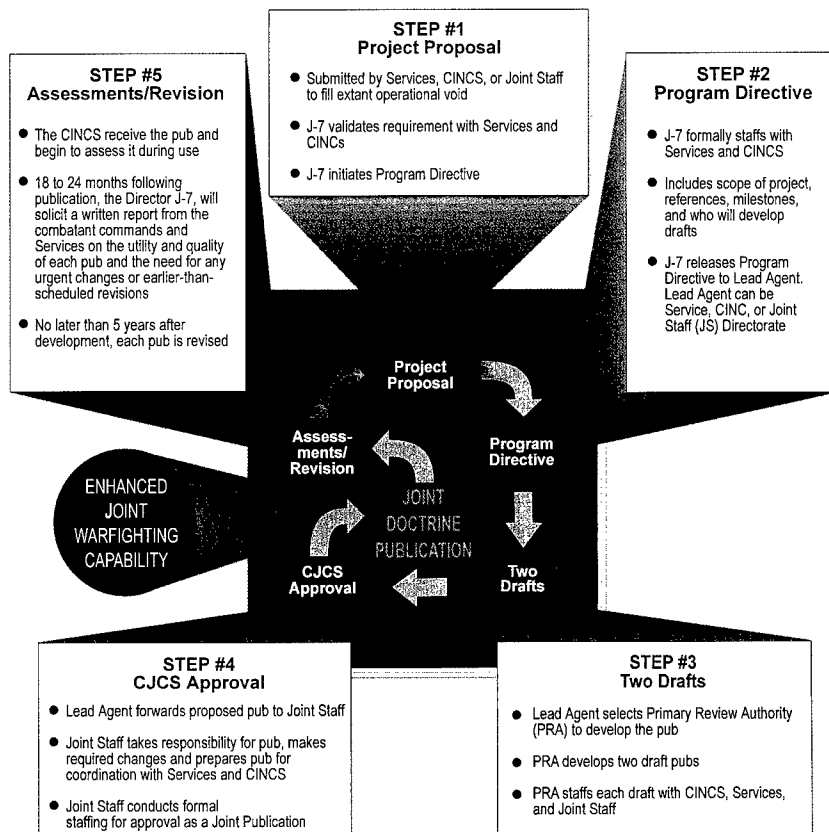 STEP #1
Project Proposal
● Submitted by Services, CINCS, or Joint Staff
to fill extant operational void
● J-7 validates requirement with Services and
CINCs
● J-7 initiates Program Directive
STEP #2
Program Directive
● J-7 formally staffs with
Services and CINCS
● Includes scope of project,
references, milestones,
and who will develop
drafts
● J-7 releases Program
Directive to Lead Agent.
Lead Agent can be
Service, CINC, or Joint
Staff (JS) Directorate
STEP #3
Two Drafts
● Lead Agent selects Primary Review Authority
(PRA) to develop the pub
● PRA develops two draft pubs
● PRA staffs each draft with CINCS, Services,
and Joint Staff
STEP #4
CJCS Approval
● Lead Agent forwards proposed pub to Joint Staff
● Joint Staff takes responsibility for pub, makes
required changes and prepares pub for
coordination with Services and CINCS
● Joint Staff conducts formal
staffing for approval as a Joint Publication
STEP #5
Assessments/Revision
● The CINCS receive the pub and
begin to assess it during use
● 18 to 24 months following
publication, the Director J-7, will
solicit a written report from the
combatant commands and
Services on the utility and quality
of each pub and the need for any
urgent changes or earlier-than-
scheduled revisions
● No later than 5 years after
development, each pub is revised
Project
Proposal
Program
Directive
Two
Drafts
CJCS
Approval
Assess-
ments/
Revision
JOINT
DOCTRINE
PUBLICATION
ENHANCED
JOINT
WARFIGHTING
CAPABILITY